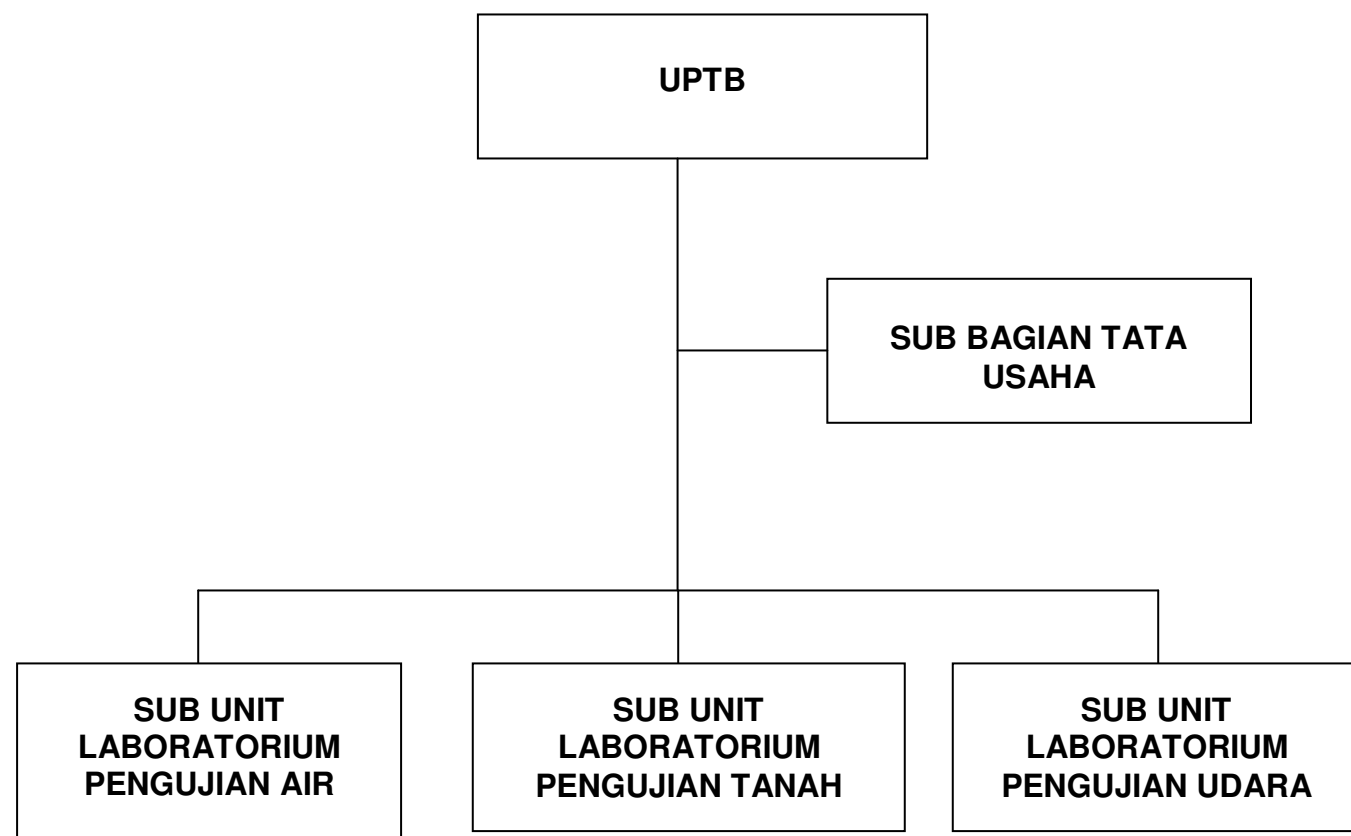 UPTB
SUB BAGIAN TATA
USAHA
SUB UNIT
LABORATORIUM
PENGUJIAN AIR
SUB UNIT
LABORATORIUM
PENGUJIAN TANAH
SUB UNIT
LABORATORIUM
PENGUJIAN UDARA